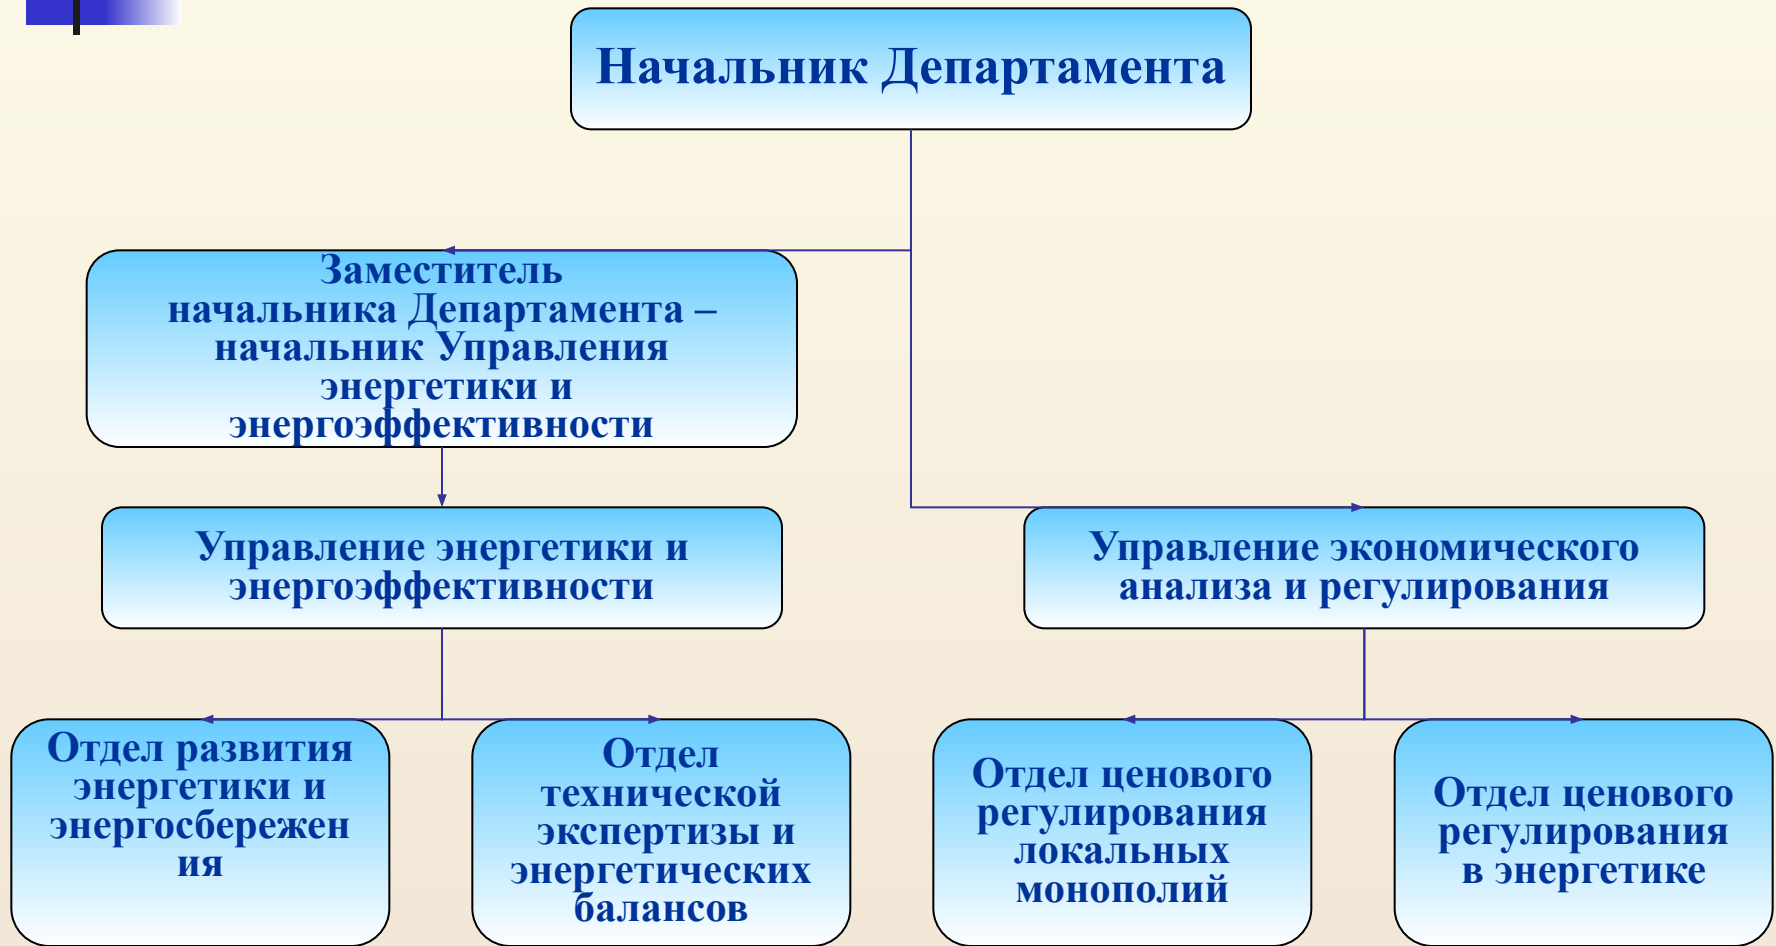 Начальник Департамента
Заместитель
начальника Департамента –
начальник Управления
энергетики и
энергоэффективности
Управление энергетики и
энергоэффективности
Управление экономического
анализа и регулирования
Отдел развития
энергетики и
энергосбережен
ия
Отдел
технической
экспертизы и
энергетических
балансов
Отдел ценового
регулирования
локальных
монополий
Отдел ценового
регулирования
в энергетике